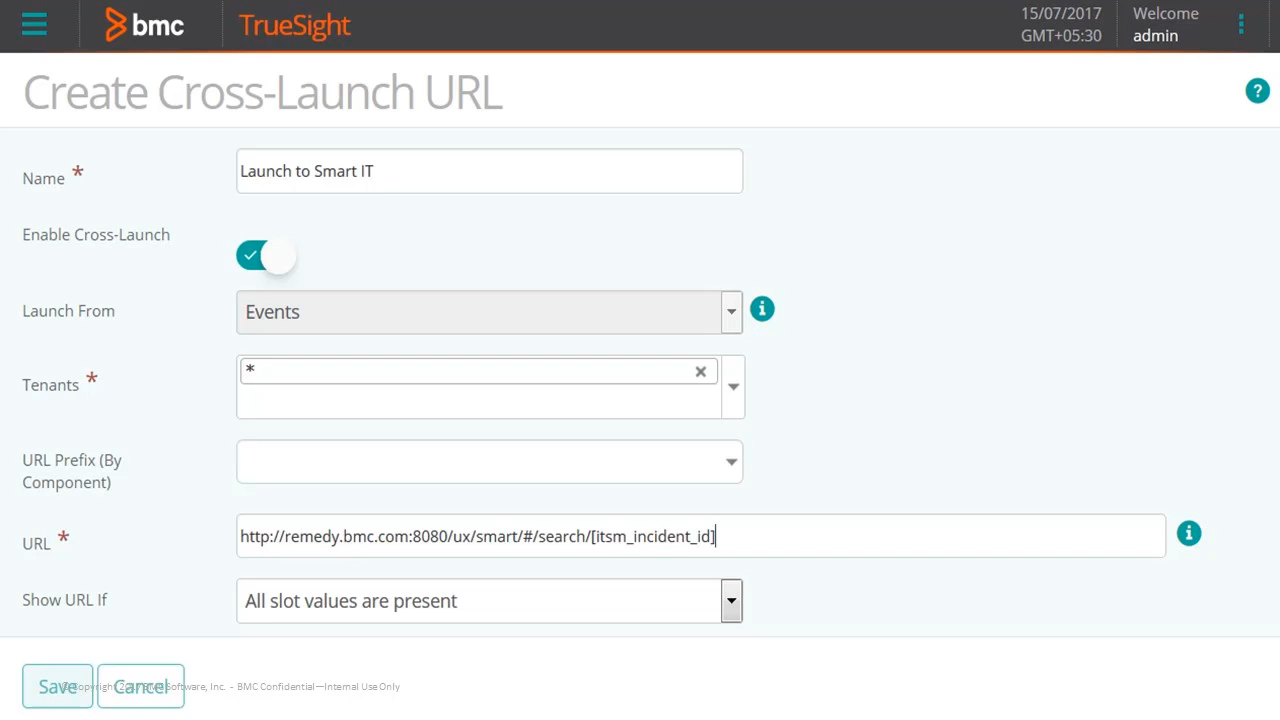 bmc TrueSight 15/07/2017 Welcome
GMT+05:30 admin
Create Cross-Launch URL ?
Name * Launch to Smart IT
Enable Cross-Launch
Launch From Events
Tenants * *
URL Prefix (By
Component)
URL * http://remedy.bmc.com:8080/ux/smart/#/search/[itsm_incident_id]
Show URL If All slot values are present
Save Cancel
Software, Inc. - BMC Confidential—Internal Use Only